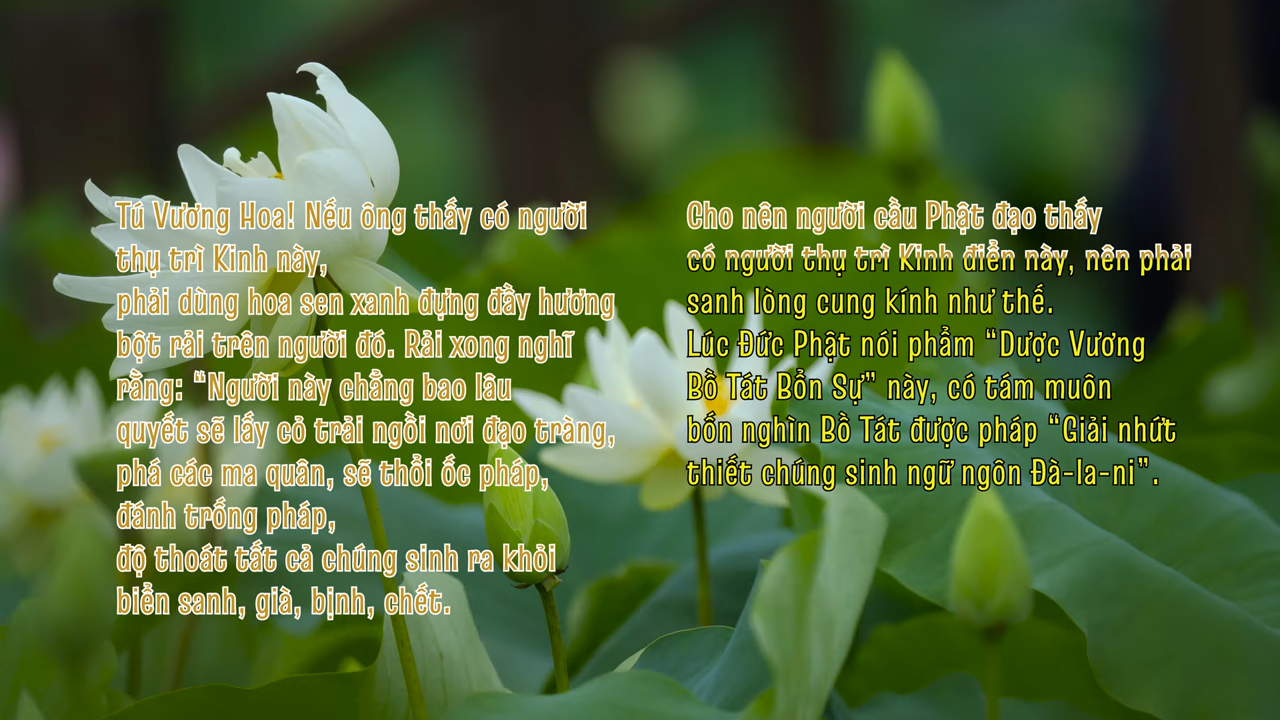 Tú Vương Hoa! Nếu ông thấy có người
thụ trì Kinh này,
phải dùng hoa sen xanh đựng đầy hương
bột rải trên người đó. Rải xong nghĩ
rằng: “Người này chẳng bao lâu
quyết sẽ lấy cỏ trải ngồi nơi đạo tràng,
phá các ma quân, sẽ thổi ốc pháp,
đánh trống pháp,
độ thoát tất cả chúng sinh ra khỏi
biển sanh, già, bịnh, chết.
Cho nên người cầu Phật đạo thấy
có người thụ trì Kinh điển này, nên phải
sanh lòng cung kính như thế.
Lúc Đức Phật nói phẩm “Dược Vương
Bồ Tát Bổn Sự” này, có tám muôn
bốn nghìn Bồ Tát được pháp “Giải nhứt
thiết chúng sinh ngữ ngôn Đà-la-ni”.